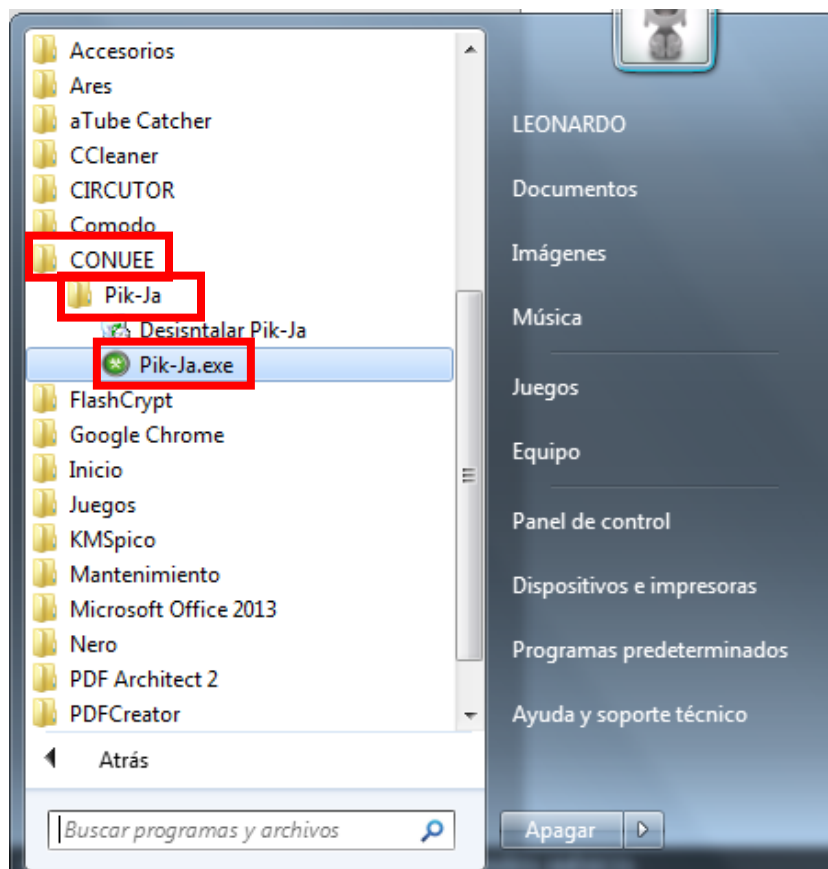 Accesorios
Ares
aTube Catcher
CCleaner
CIRCUTOR
Comodo
CONUEE
Pik-Ja
Desisntalar Pik-Ja
Pik-Ja.exe
FlashCrypt
Google Chrome
Inicio
Juegos
KMSpico
Mantenimiento
Microsoft Office 2013
Nero
PDF Architect 2
PDFCreator
Atrás
Buscar programas y archivos
LEONARDO
Documentos
Imágenes
Música
Juegos
Equipo
Panel de control
Dispositivos e impresoras
Programas predeterminados
Ayuda y soporte técnico
Apagar